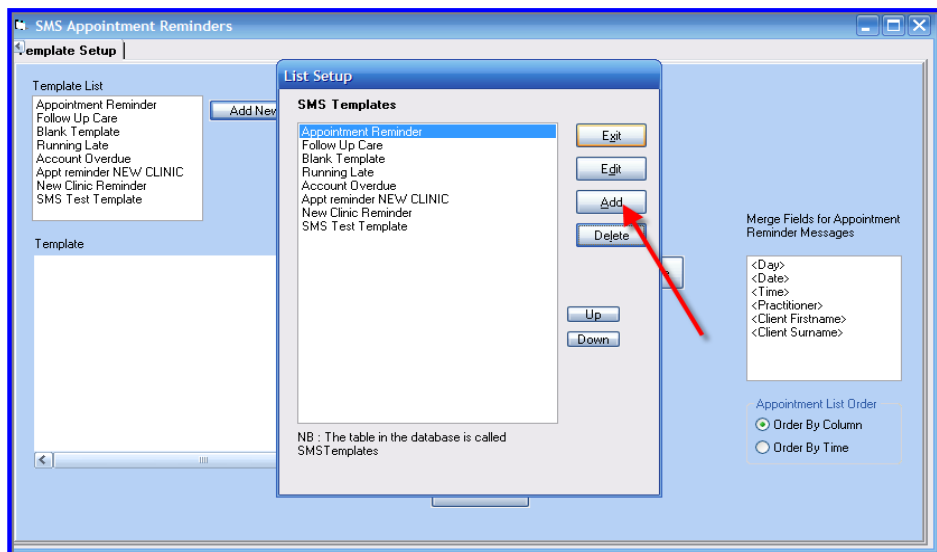 SMS Appointment Reminders
Template Setup
Template List
Appointment Reminder
Follow Up Care
Blank Template
Running Late
Account Overdue
Appt reminder NEW CLINIC
New Clinic Reminder
SMS Test Template
Add New
Template
List Setup
SMS Templates
Appointment Reminder
Follow Up Care
Blank Template
Running Late
Account Overdue
Appt reminder NEW CLINIC
New Clinic Reminder
SMS Test Template
Exit
Edit
Add
Delete
Up
Down
NB : The table in the database is called
SMSTemplates
Merge Fields for Appointment
Reminder Messages
<Day>
<Date>
<Time>
<Practitioner>
<Client Firstname>
<Client Surname>
Appointment List Order
Order By Column
Order By Time